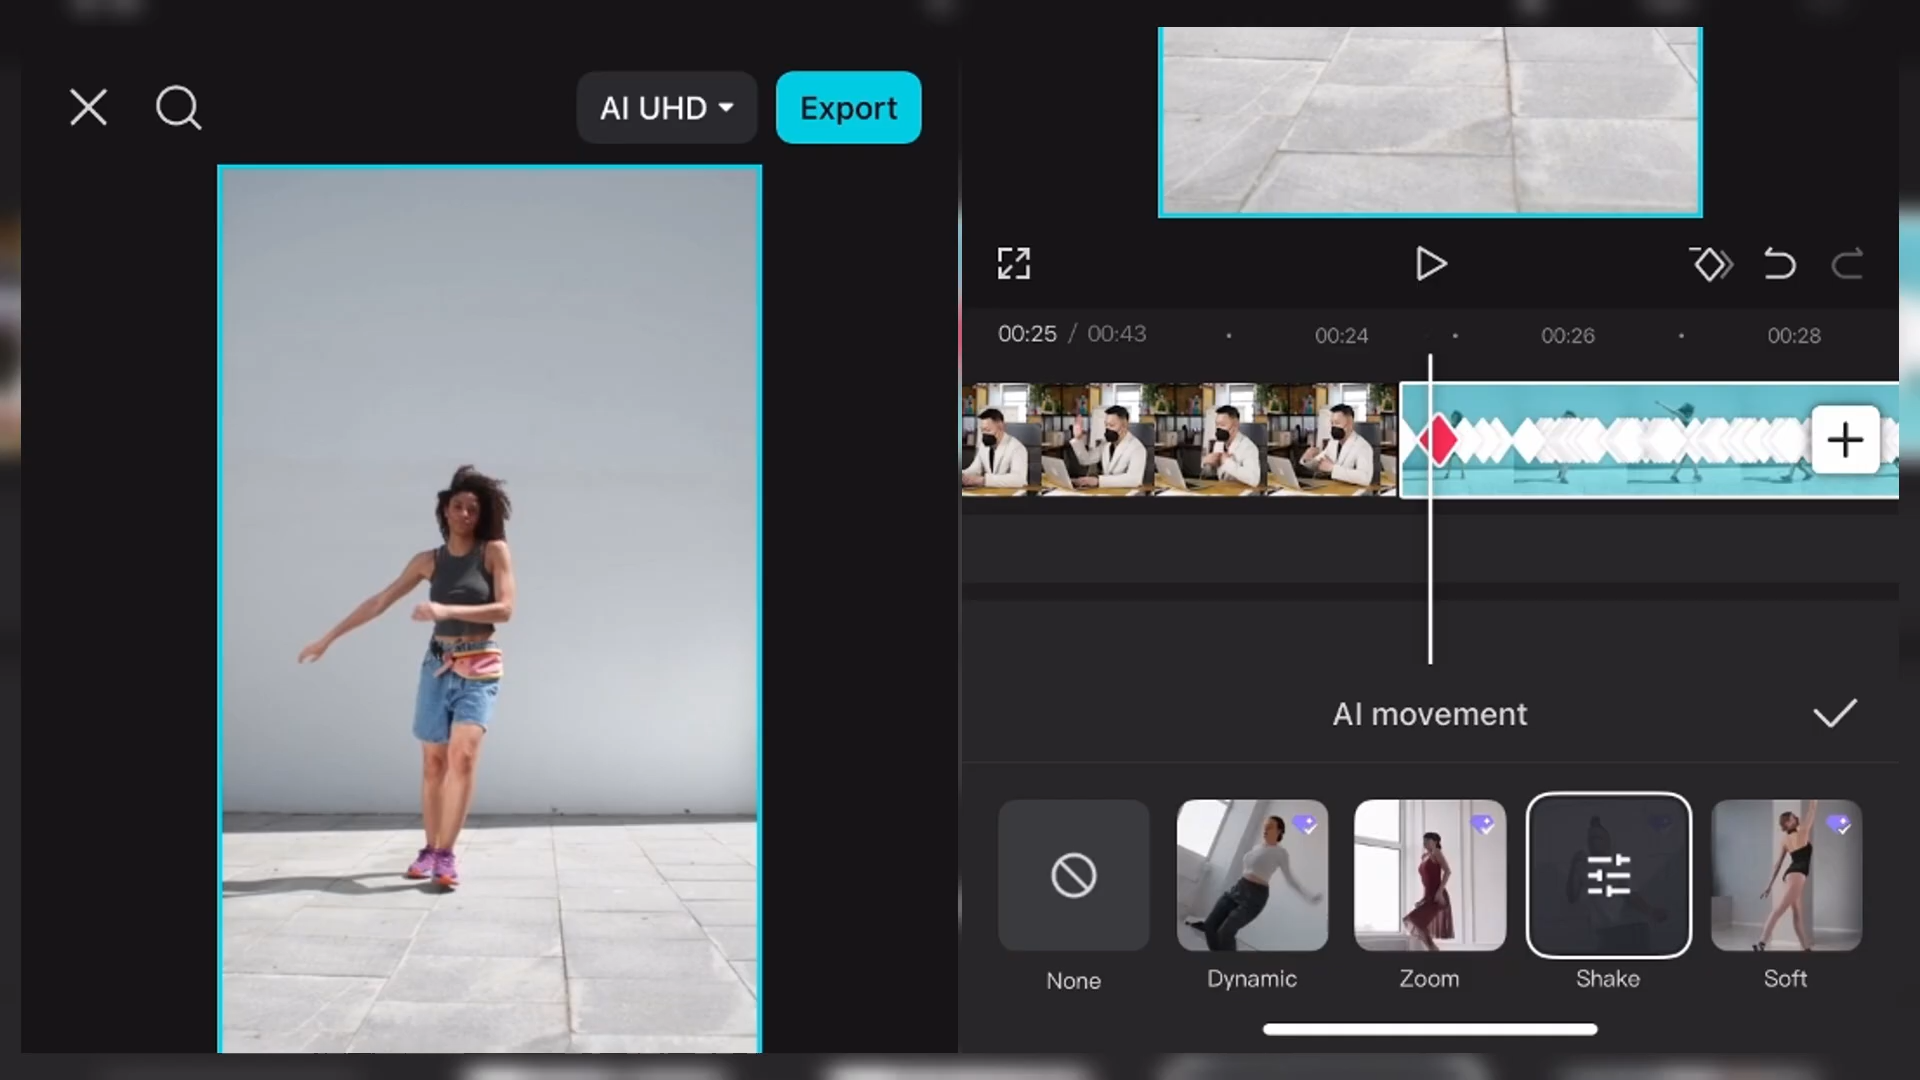 AI UHD
Export
00:25 / 00:43
00:24
00:26
00:28
AI movement
None
Dynamic
Zoom
Shake
Soft